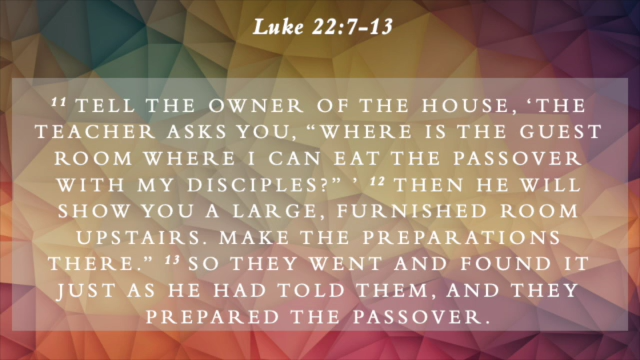 Luke 22:7-13
11 TELL THE OWNER OF THE HOUSE, ‘THE
TEACHER ASKS YOU, “WHERE IS THE GUEST
ROOM WHERE I CAN EAT THE PASSOVER
WITH MY DISCIPLES?” ’ 12 THEN HE WILL
SHOW YOU A LARGE, FURNISHED ROOM
UPSTAIRS. MAKE THE PREPARATIONS
THERE.” 13 SO THEY WENT AND FOUND IT
JUST AS HE HAD TOLD THEM, AND THEY
PREPARED THE PASSOVER.